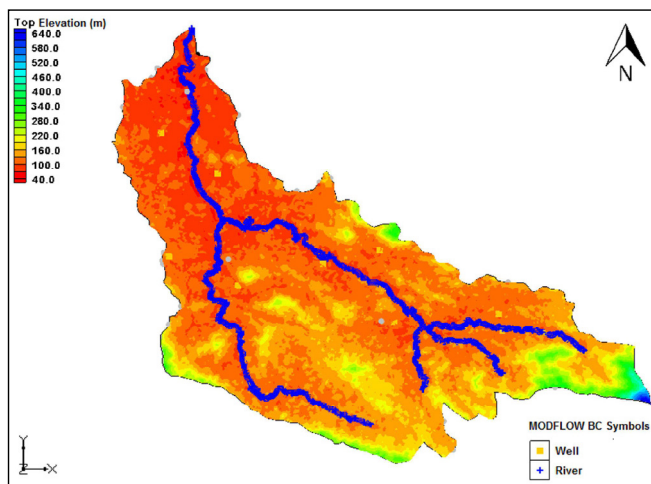 Top Elevation (m)
640.0
580.0
520.0
460.0
400.0
340.0
280.0
220.0
160.0
100.0
40.0
N
MODFLOW BC Symbols
Well
River
Y
Z
X